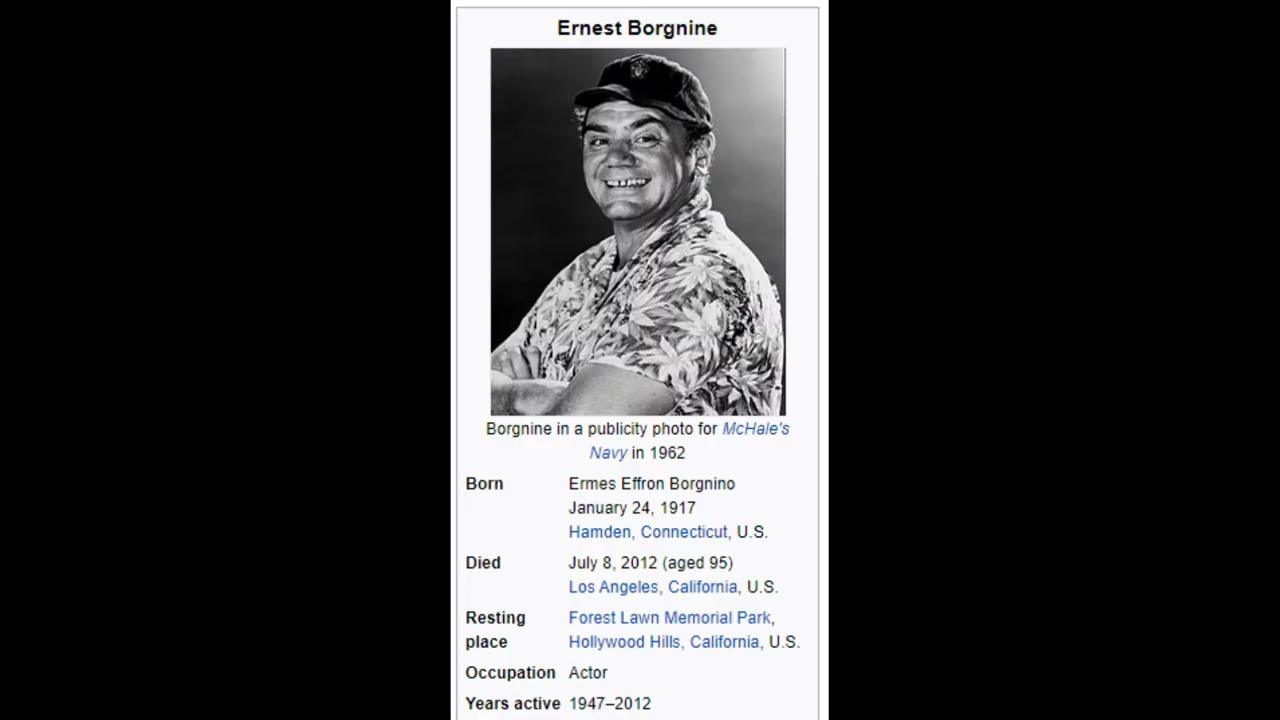 Ernest Borgnine
Borgnine in a publicity photo for McHale's
Navy in 1962
Born Ermes Effron Borgnino
January 24, 1917
Hamden, Connecticut, U.S.
Died July 8, 2012 (aged 95)
Los Angeles, California, U.S.
Resting Forest Lawn Memorial Park,
place Hollywood Hills, California, U.S.
Occupation Actor
Years active 1947–2012